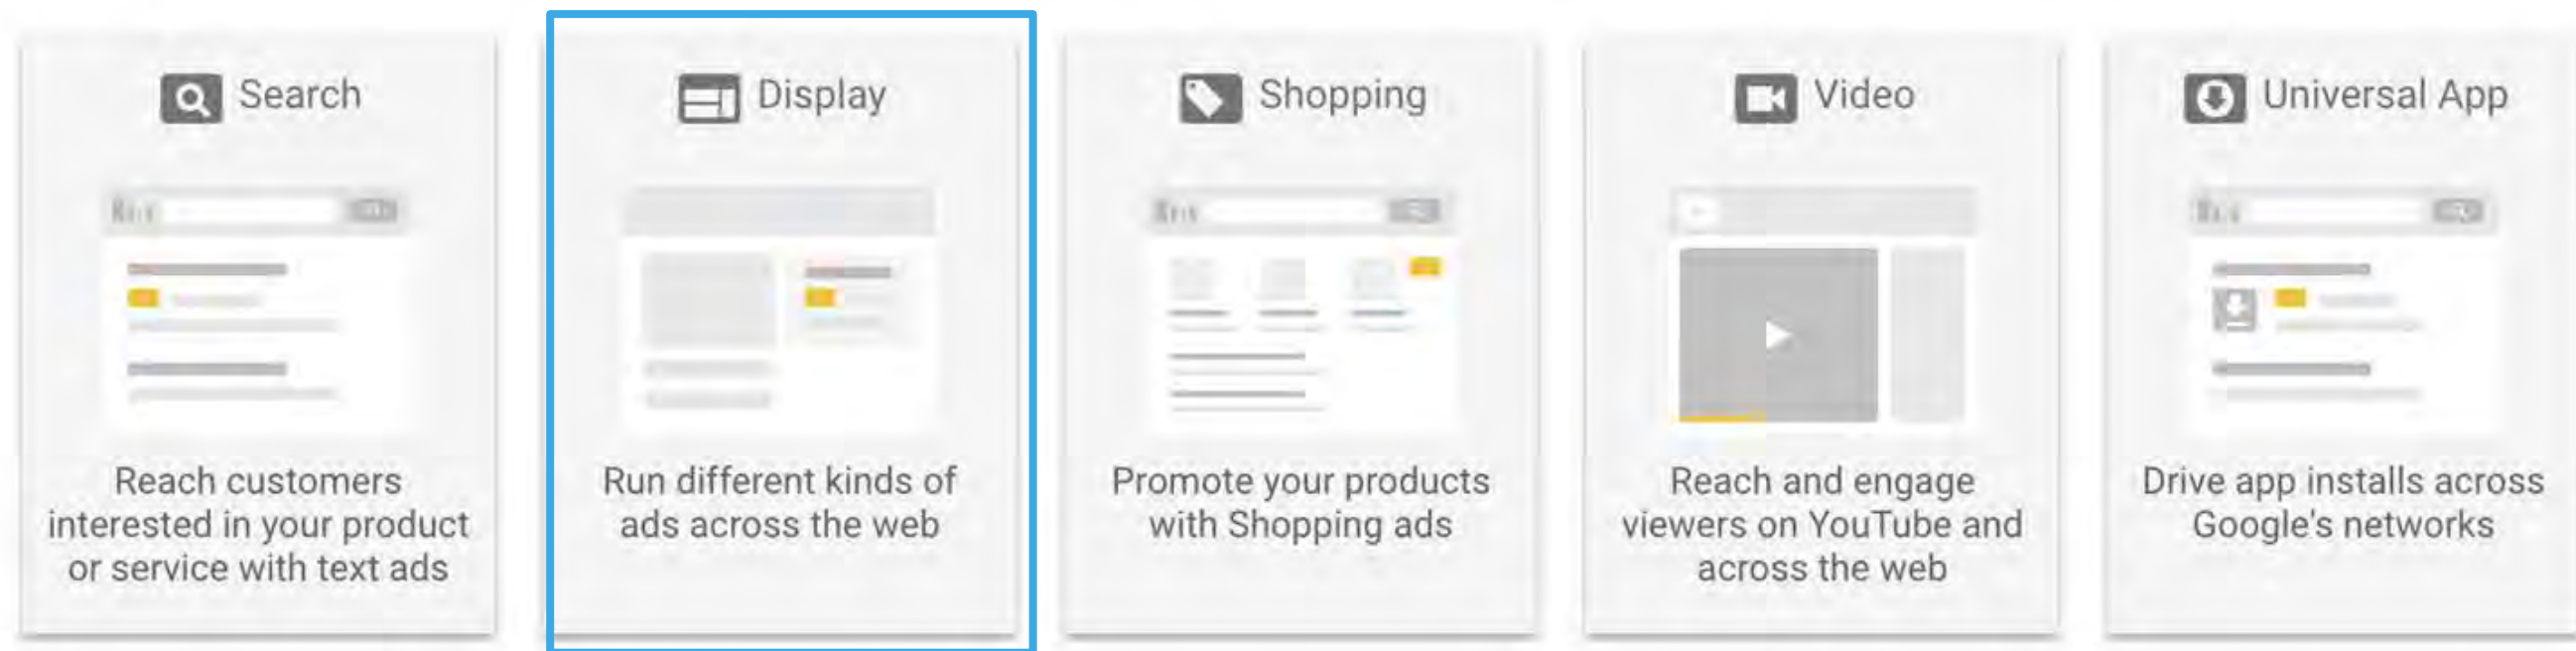 Search
Reach customers
interested in your product
or service with text ads
Display
Run different kinds of
ads across the web
Shopping
Promote your products
with Shopping ads
Video
Reach and engage
viewers on YouTube and
across the web
Universal App
Drive app installs across
Google's networks